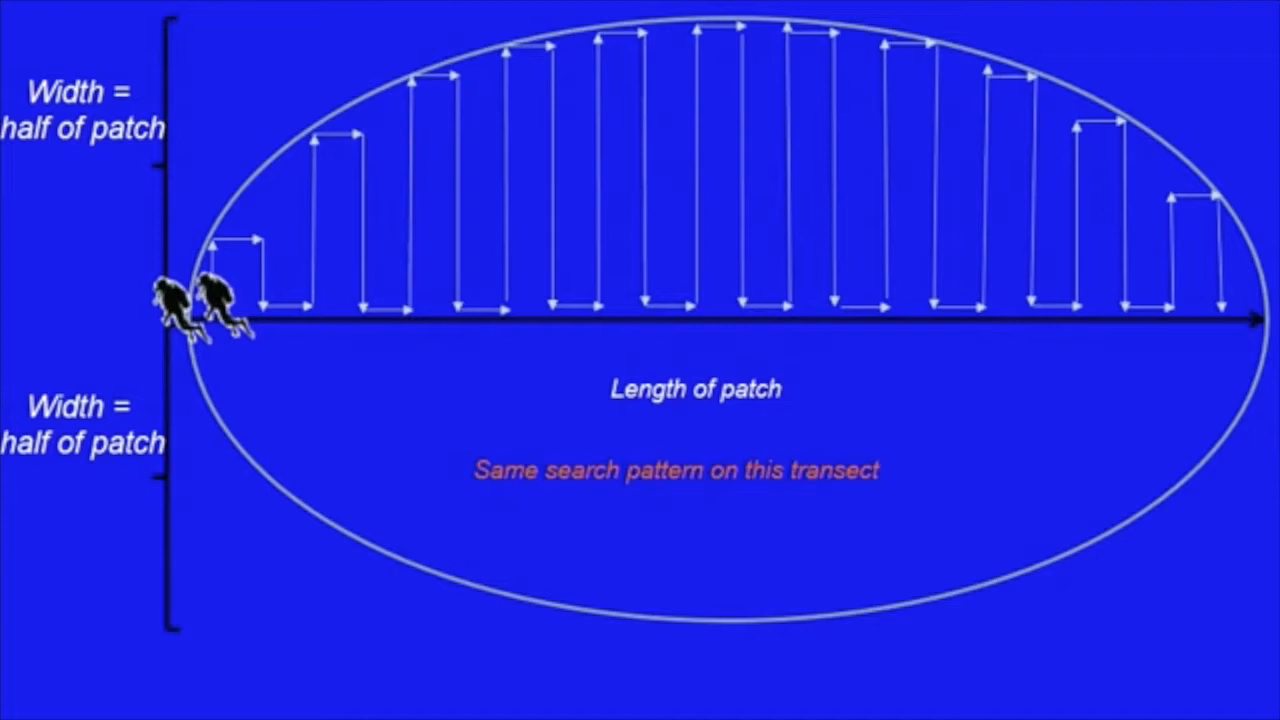 Width =
half of patch
Length of patch
Width =
half of patch
Same search pattern on this transect